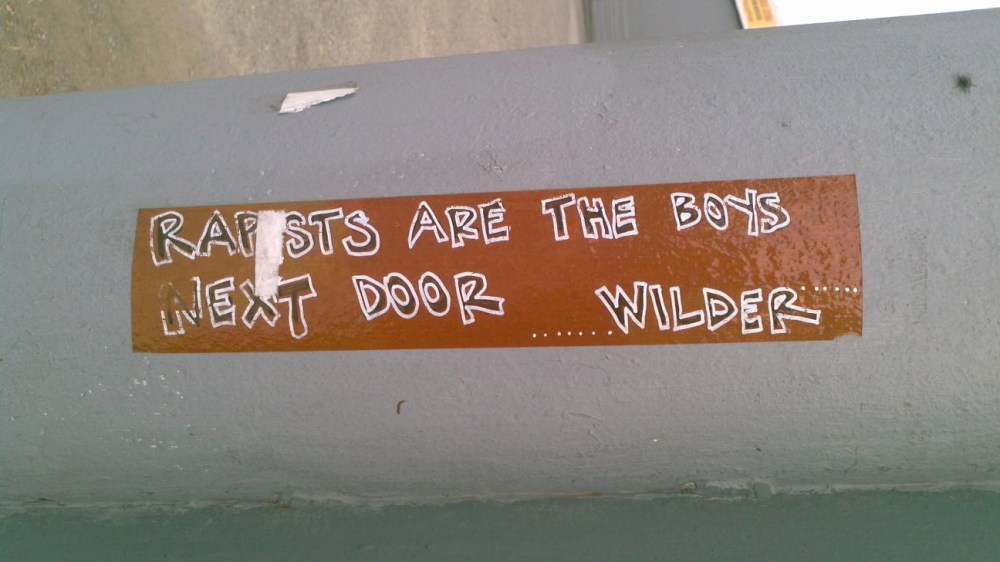 RAPISTS ARE THE BOYS
NEXT DOOR ......WILDER......